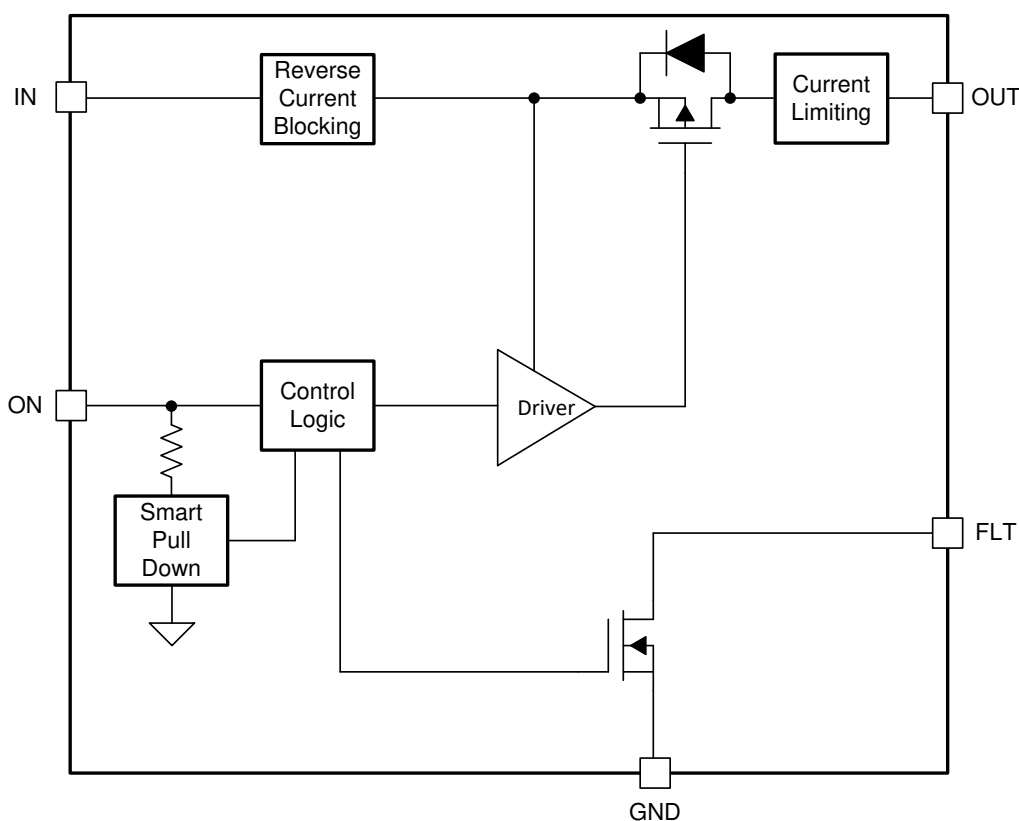 IN
Reverse
Current
Blocking
Current
Limiting
OUT
ON
Control
Logic
Driver
Smart
Pull
Down
FLT
GND